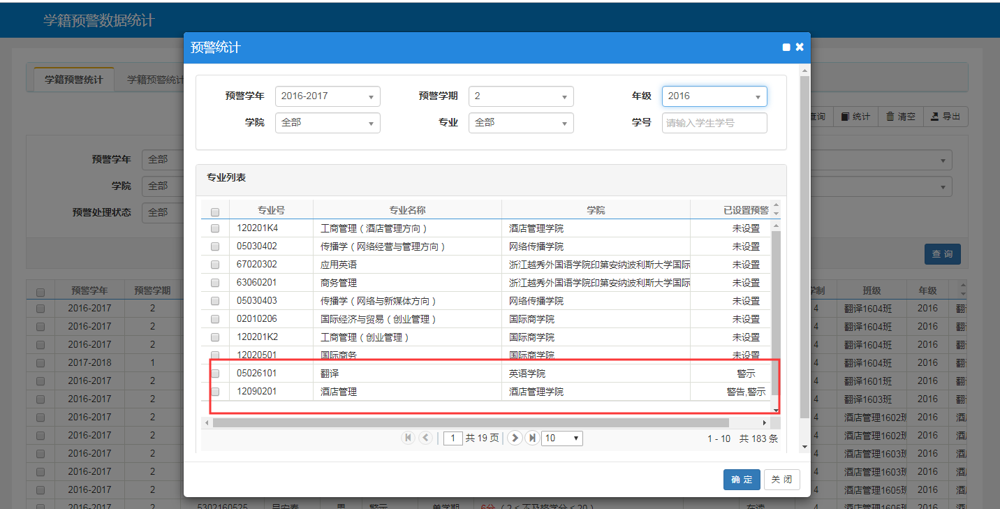 学籍预警数据统计
预警统计
学籍预警统计 学籍预警统计
预警学年 2016-2017 预警学期 2 年级 2016
学院 全部 专业 全部 学号 请输入学生学号
查询 统计 清空 导出
预警学年 全部
学院 全部
预警处理状态 全部
查 询
专业列表
专业号 专业名称 学院 已设置预警
120201K4 工商管理（酒店管理方向） 酒店管理学院 未设置
05030402 传播学（网络经营与管理方向） 网络传播学院 未设置
67020302 应用英语 浙江越秀外国语学院印第安纳波利斯大学国际 未设置
63060201 商务管理 浙江越秀外国语学院印第安纳波利斯大学国际 未设置
05030403 传播学（网络与新媒体方向） 网络传播学院 未设置
02010206 国际经济与贸易（创业管理） 国际商学院 未设置
120201K2 工商管理（创业管理） 国际商学院 未设置
12020501 国际商务 国际商学院 未设置
05026101 翻译 英语学院 警示
12090201 酒店管理 酒店管理学院 警告,警示
1 共 19 页 10 1 - 10 共 183 条
确 定 关 闭
预警学年 预警学期 学制 班级 年级
2016-2017 2 4 翻译1604班 2016 翻
2016-2017 2 4 翻译1604班 2016 翻
2016-2017 2 4 翻译1604班 2016 翻
2017-2018 1 4 翻译1604班 2016 翻
2016-2017 2 4 翻译1601班 2016 翻
2016-2017 2 4 翻译1603班 2016 翻
2016-2017 2 4 酒店管理1602班 2016 酒
2016-2017 2 4 酒店管理1602班 2016 酒
2016-2017 2 4 酒店管理1603班 2016 酒
2016-2017 2 4 酒店管理1603班 2016 酒
2016-2017 2 4 酒店管理1605班 2016 酒
2016-2017 2 5302160525 男 警示 单学期 6分 （2 ≤ 不及格学分 < 20 ） 在读 4 酒店管理1605班 2016 酒